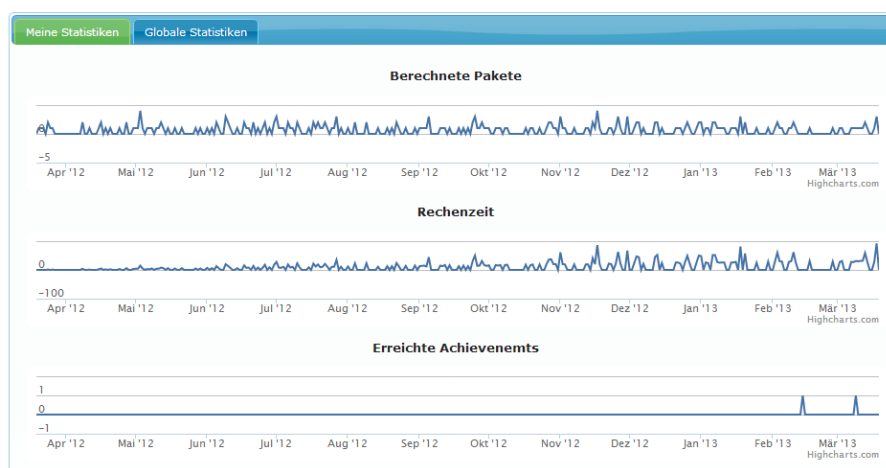 Meine Statistiken Globale Statistiken
Berechnete Pakete
0
−5
Apr '12 Mai '12 Jun '12 Jul '12 Aug '12 Sep '12 Okt '12 Nov '12 Dez '12 Jan '13 Feb '13 Mär '13
Highcharts.com
Rechenzeit
0
−100
Apr '12 Mai '12 Jun '12 Jul '12 Aug '12 Sep '12 Okt '12 Nov '12 Dez '12 Jan '13 Feb '13 Mär '13
Highcharts.com
Erreichte Achievenemts
1
0
−1
Apr '12 Mai '12 Jun '12 Jul '12 Aug '12 Sep '12 Okt '12 Nov '12 Dez '12 Jan '13 Feb '13 Mär '13
Highcharts.com